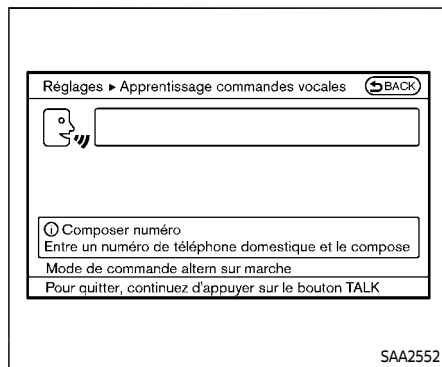 Réglages ▸ Apprentissage commandes vocales BACK
Composer numéro
Entre un numéro de téléphone domestique et le compose
Mode de commande altern sur marche
Pour quitter, continuez d'appuyer sur le bouton TALK
SAA2552